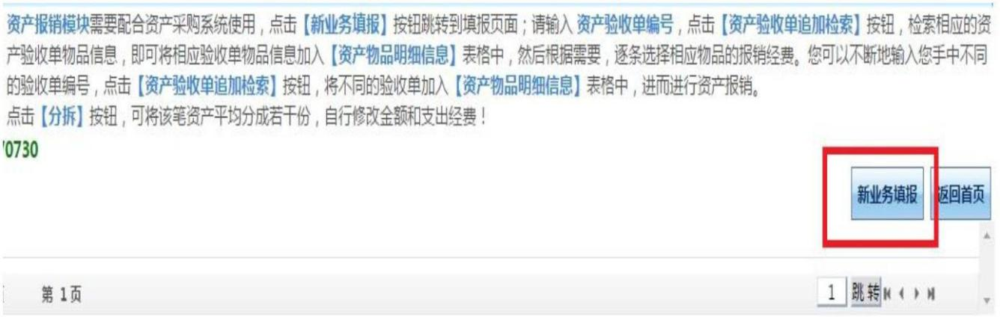 资产报销模块需要配合资产采购系统使用，点击【新业务填报】按钮跳转到填报页面；请输入 资产验收单编号，点击【资产验收单追加检索】按钮，检索相应的资
产验收单物品信息，即可将相应验收单物品信息加入【资产物品明细信息】表格中，然后根据需要，逐条选择相应物品的报销经费。您可以不断地输入您手中不同
的验收单编号，点击【资产验收单追加检索】按钮，将不同的验收单加入【资产物品明细信息】表格中，进而进行资产报销。
点击【分拆】按钮，可将该笔资产平均分成若干份，自行修改金额和支出经费！
0730
新业务填报 返回首页
第 1页 1 跳转